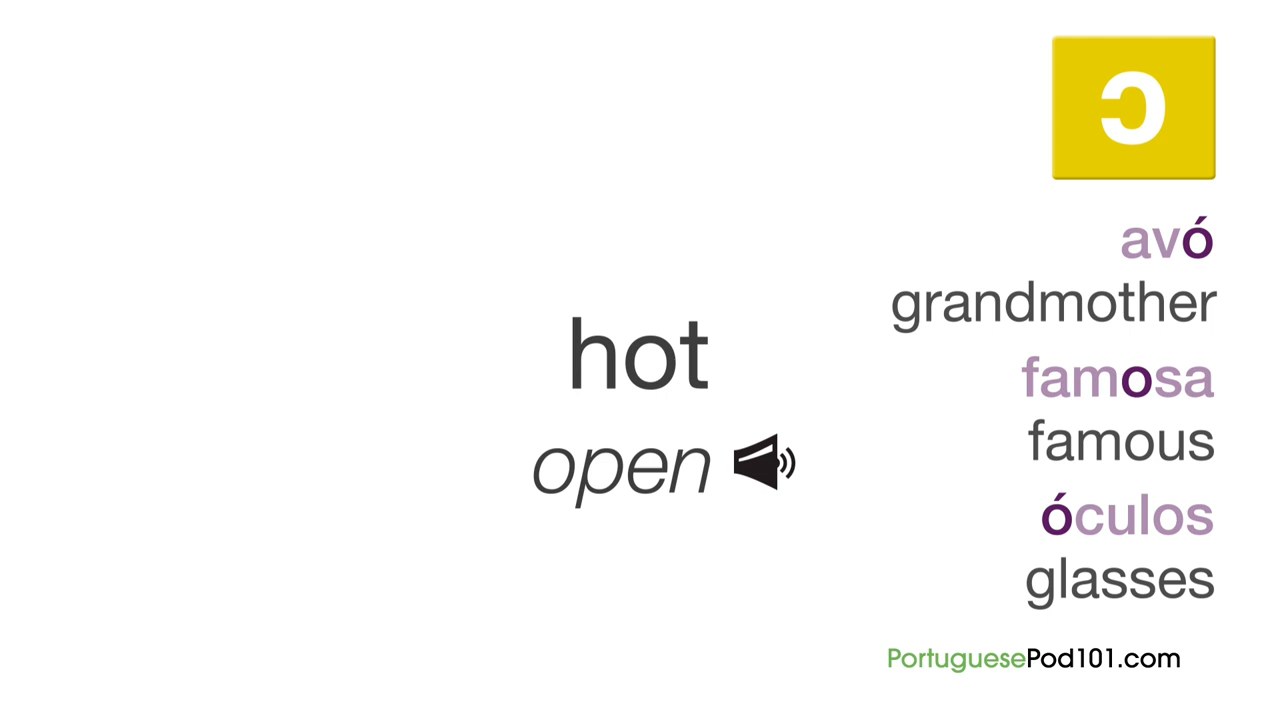 ɔ
avó
grandmother
hot
famosa
famous
open
óculos
glasses
PortuguesePod101.com